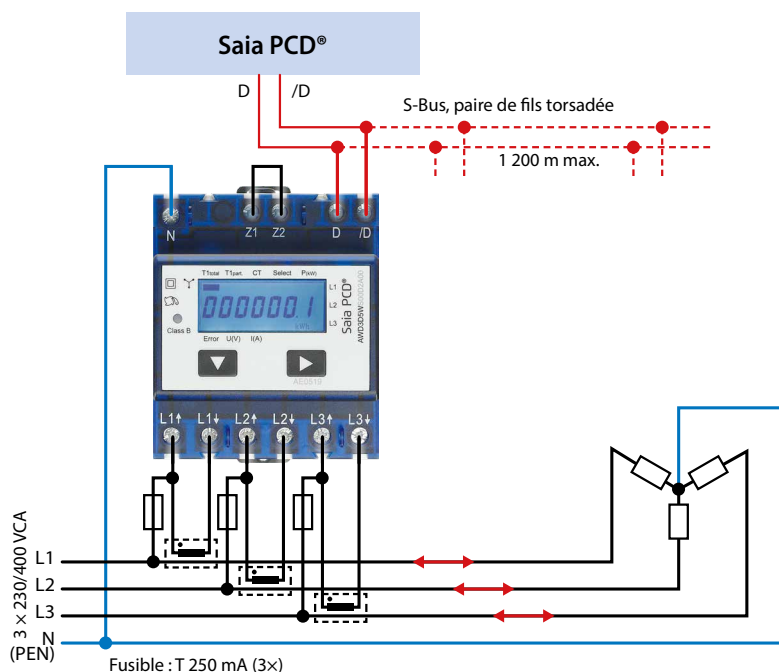 Saia PCD®
D /D
S-Bus, paire de fils torsadée
1 200 m max.
N Z1 Z2 D /D
T1total T1part. CT Select P(kW)
L1
L2
L3
000000.1
kWh
Class B
Saia PCD®
AWD3D5W
Error U(V) I(A)
AE0519
L1↑ L1↓ L2↑ L2↓ L3↑ L3↓
3 × 230/400 VCA
L1
L2
L3
N
(PEN)
Fusible : T 250 mA (3×)